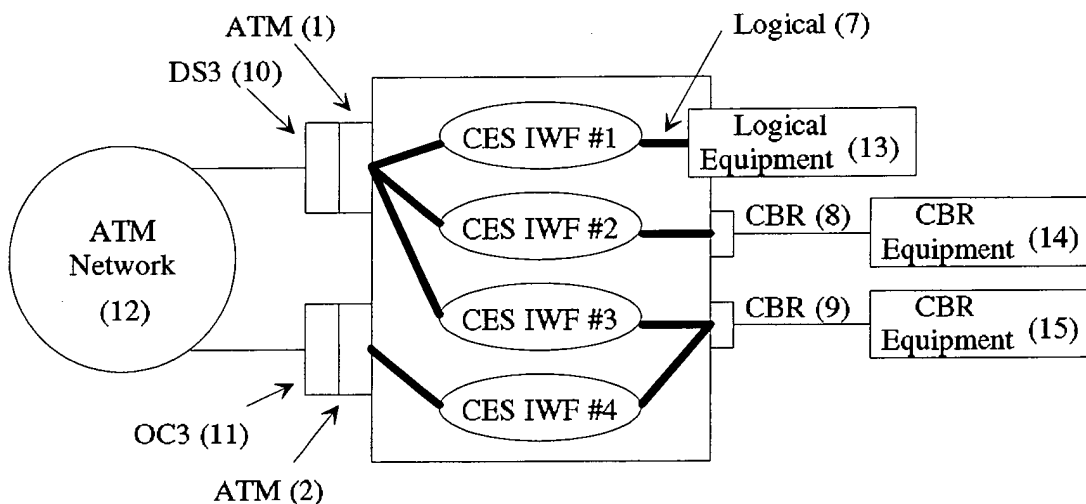 ATM (1)
Logical (7)
DS3 (10)
CES IWF #1
Logical
Equipment (13)
CES IWF #2
CBR (8)
CBR
Equipment (14)
ATM
Network
(12)
CES IWF #3
CBR (9)
CBR
Equipment (15)
CES IWF #4
OC3 (11)
ATM (2)